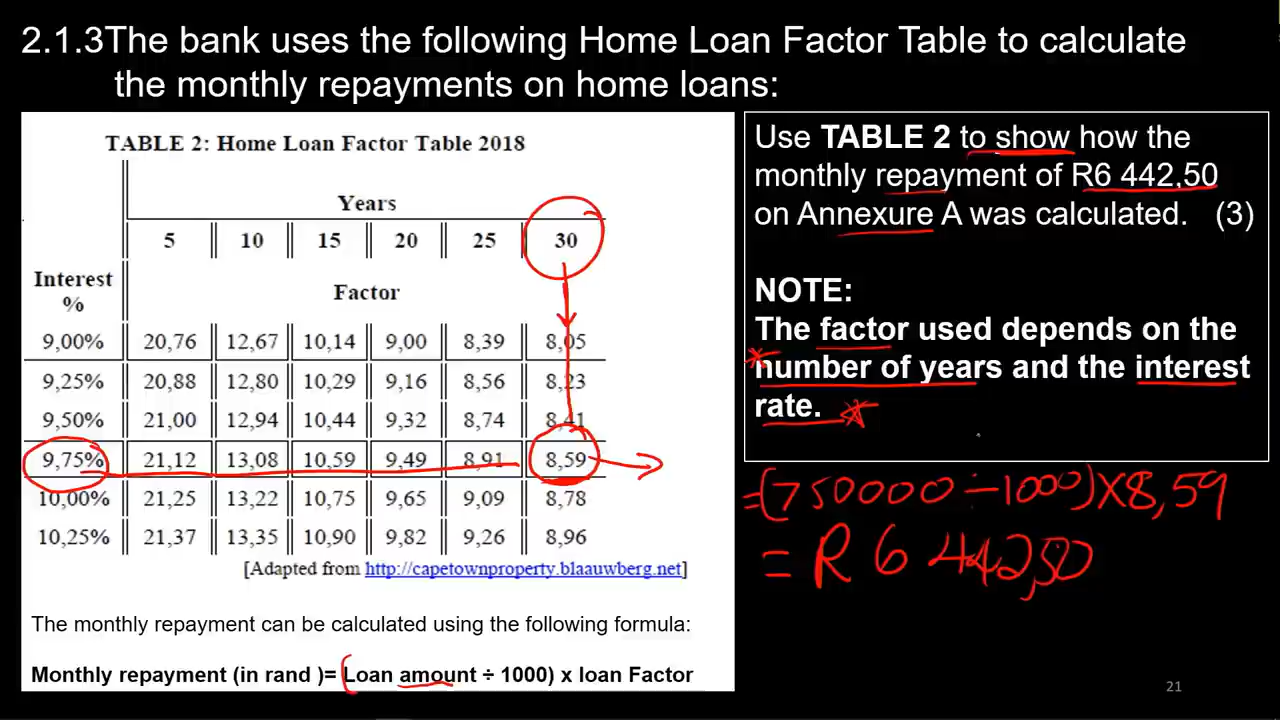 2.1.3The bank uses the following Home Loan Factor Table to calculate
the monthly repayments on home loans:
TABLE 2: Home Loan Factor Table 2018
Years
5 10 15 20 25 30
Interest
%
Factor
9,00% 20,76 12,67 10,14 9,00 8,39 8,05
9,25% 20,88 12,80 10,29 9,16 8,56 8,23
9,50% 21,00 12,94 10,44 9,32 8,74 8,41
9,75% 21,12 13,08 10,59 9,49 8,91 8,59
10,00% 21,25 13,22 10,75 9,65 9,09 8,78
10,25% 21,37 13,35 10,90 9,82 9,26 8,96
[Adapted from http://capetownproperty.blaauwberg.net]
The monthly repayment can be calculated using the following formula:
Monthly repayment (in rand )= (Loan amount ÷ 1000) x loan Factor
Use TABLE 2 to show how the
monthly repayment of R6 442,50
on Annexure A was calculated. (3)
NOTE:
The factor used depends on the
number of years and the interest
rate.
=(750000 ÷1000)×8,59
= R 6 442,50
21